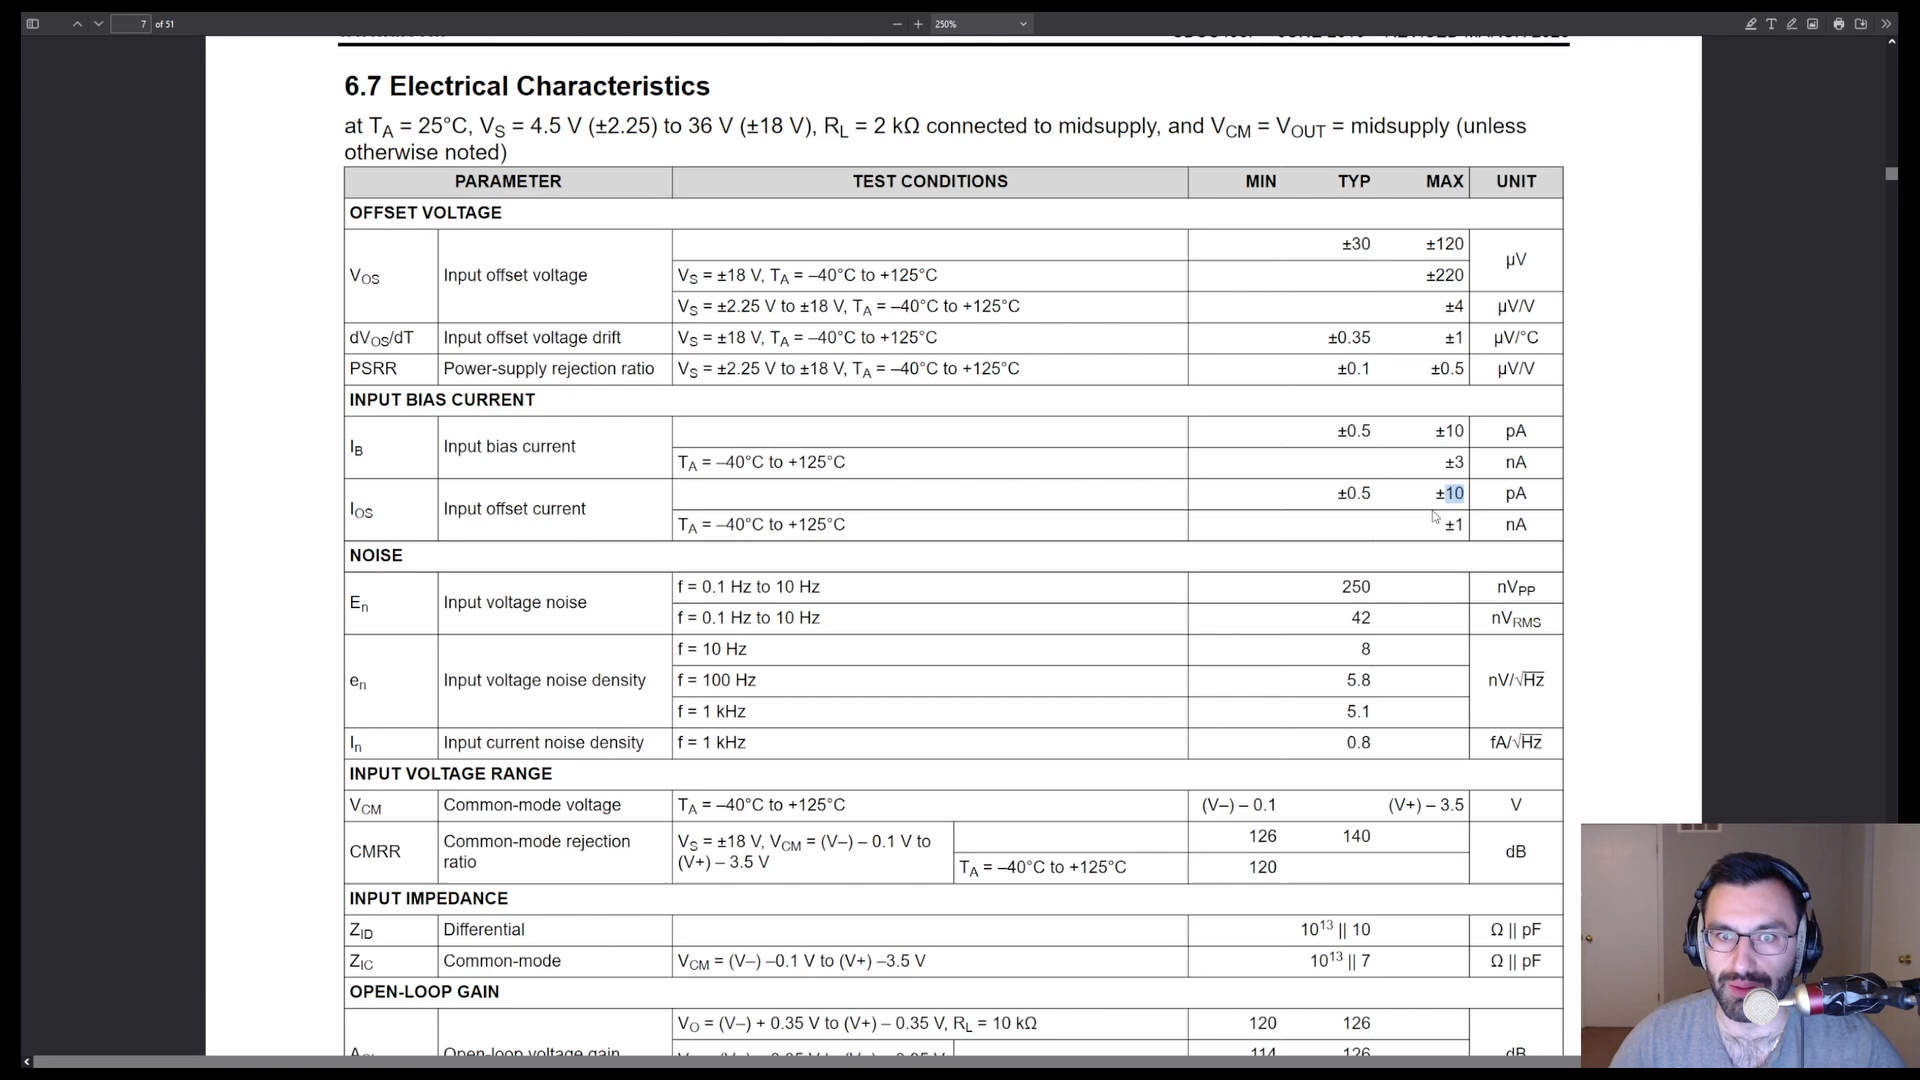 7 of 51
250%
6.7 Electrical Characteristics
at TA = 25°C, VS = 4.5 V (±2.25) to 36 V (±18 V), RL = 2 kΩ connected to midsupply, and VCM = VOUT = midsupply (unless
otherwise noted)
PARAMETER TEST CONDITIONS MIN TYP MAX UNIT
OFFSET VOLTAGE
VOS Input offset voltage ±30 ±120 µV
VS = ±18 V, TA = –40°C to +125°C ±220
VS = ±2.25 V to ±18 V, TA = –40°C to +125°C ±4 µV/V
dVOS/dT Input offset voltage drift VS = ±18 V, TA = –40°C to +125°C ±0.35 ±1 µV/°C
PSRR Power-supply rejection ratio VS = ±2.25 V to ±18 V, TA = –40°C to +125°C ±0.1 ±0.5 µV/V
INPUT BIAS CURRENT
IB Input bias current ±0.5 ±10 pA
TA = –40°C to +125°C ±3 nA
IOS Input offset current ±0.5 ±10 pA
TA = –40°C to +125°C ±1 nA
NOISE
En Input voltage noise f = 0.1 Hz to 10 Hz 250 nVPP
f = 0.1 Hz to 10 Hz 42 nVRMS
en Input voltage noise density f = 10 Hz 8 nV/√Hz
f = 100 Hz 5.8
f = 1 kHz 5.1
In Input current noise density f = 1 kHz 0.8 fA/√Hz
INPUT VOLTAGE RANGE
VCM Common-mode voltage TA = –40°C to +125°C (V–) – 0.1 (V+) – 3.5 V
CMRR Common-mode rejection ratio VS = ±18 V, VCM = (V–) – 0.1 V to (V+) – 3.5 V 126 140 dB
TA = –40°C to +125°C 120
INPUT IMPEDANCE
ZID Differential 10¹³ || 10 Ω || pF
ZIC Common-mode VCM = (V–) –0.1 V to (V+) –3.5 V 10¹³ || 7 Ω || pF
OPEN-LOOP GAIN
VO = (V–) + 0.35 V to (V+) – 0.35 V, RL = 10 kΩ 120 126
Open-loop voltage gain 114 126 dB